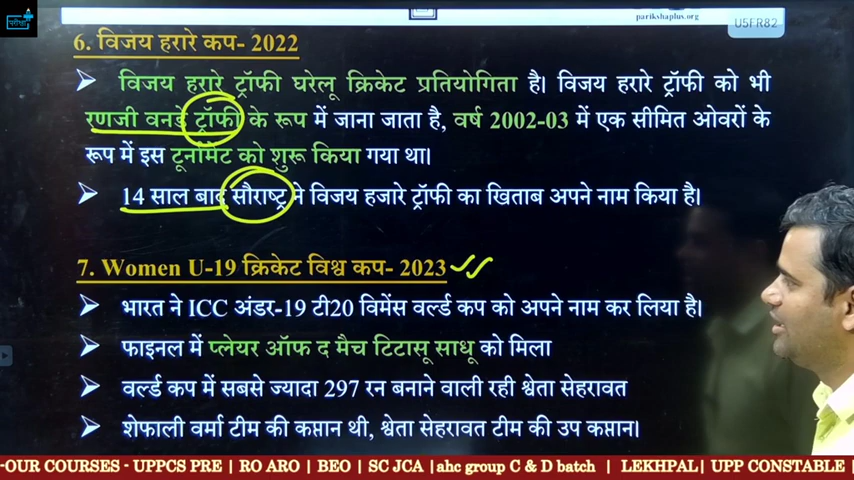 परीक्षा
parikshaplus.org
U5FR82
6. विजय हरारे कप- 2022
➤ विजय हरारे ट्रॉफी घरेलू क्रिकेट प्रतियोगिता है। विजय हरारे ट्रॉफी को भी
रणजी वनडे ट्रॉफी के रूप में जाना जाता है, वर्ष 2002-03 में एक सीमित ओवरों के
रूप में इस टूर्नामेंट को शुरू किया गया था।
➤ 14 साल बाद सौराष्ट्र ने विजय हजारे ट्रॉफी का खिताब अपने नाम किया है।
7. Women U-19 क्रिकेट विश्व कप- 2023
➤ भारत ने ICC अंडर-19 टी20 विमेंस वर्ल्ड कप को अपने नाम कर लिया है।
➤ फाइनल में प्लेयर ऑफ द मैच टिटासू साधू को मिला
➤ वर्ल्ड कप में सबसे ज्यादा 297 रन बनाने वाली रही श्वेता सेहरावत
➤ शेफाली वर्मा टीम की कप्तान थी, श्वेता सेहरावत टीम की उप कप्तान।
-OUR COURSES - UPPCS PRE | RO ARO | BEO | SC JCA |ahc group C & D batch | LEKHPAL| UPP CONSTABLE |